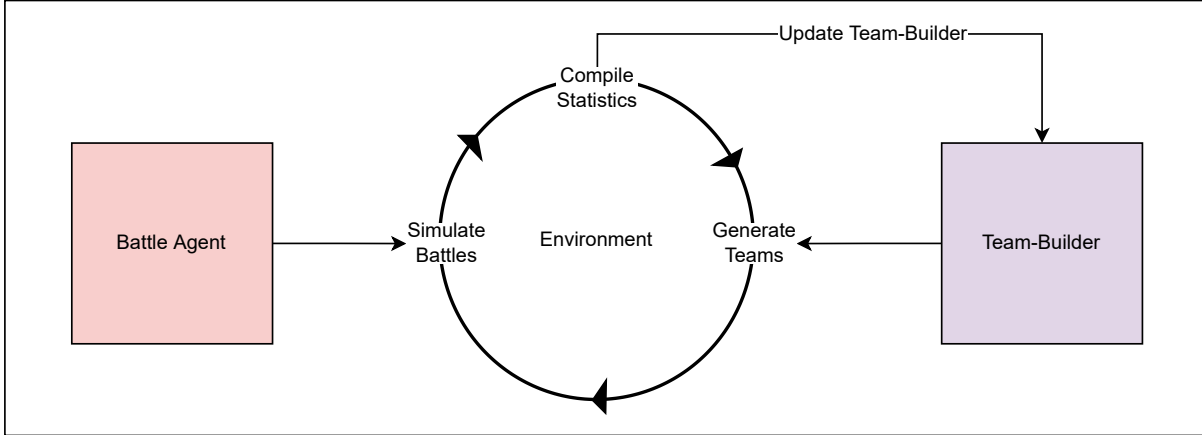 Update Team-Builder
Compile
Statistics
Battle Agent
Simulate
Battles
Environment
Generate
Teams
Team-Builder